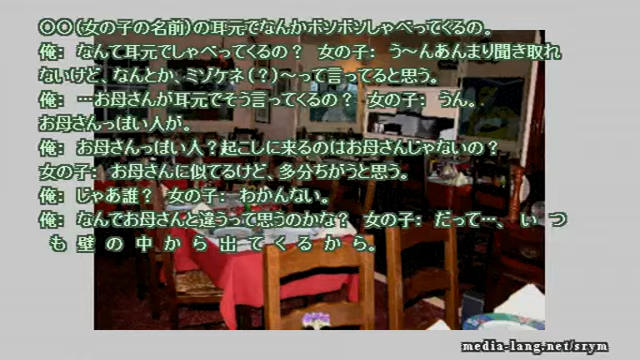 ○○（女の子の名前）の耳元でなんかボソボソしゃべってくるの。
俺：　なんて耳元でしゃべってくるの？　女の子：　う～んあんまり聞き取れ
ないけど、なんとか、ミゾケネ（？）～って言ってると思う。
俺：　…お母さんが耳元でそう言ってくるの？　女の子：　うん。
お母さんっぽい人が。
俺：　お母さんっぽい人？起こしに来るのはお母さんじゃないの？
女の子：　お母さんに似てるけど、多分ちがうと思う。
俺：　じゃあ誰？　女の子：　わかんない。
俺：　なんでお母さんと違うって思うのかな？　女の子：　だって…、　い　つ
も　壁　の　中　か　ら　出　て　く　る　か　ら。
media-lang.net/srym